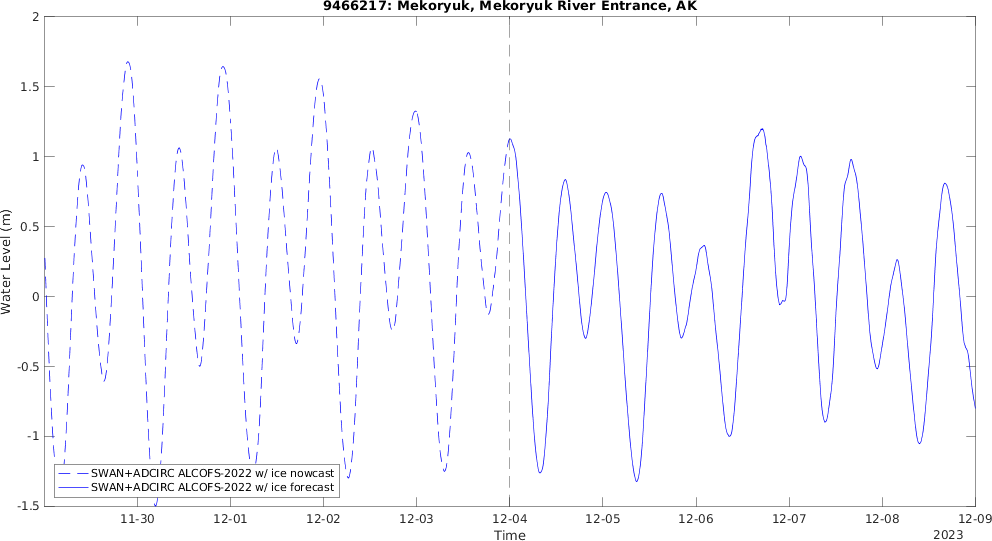 9466217: Mekoryuk, Mekoryuk River Entrance, AK
2
1.5
1
0.5
0
-0.5
-1
-1.5
Water Level (m)
SWAN+ADCIRC ALCOFS-2022 w/ ice nowcast
SWAN+ADCIRC ALCOFS-2022 w/ ice forecast
11-30 12-01 12-02 12-03 12-04 12-05 12-06 12-07 12-08 12-09
Time
2023